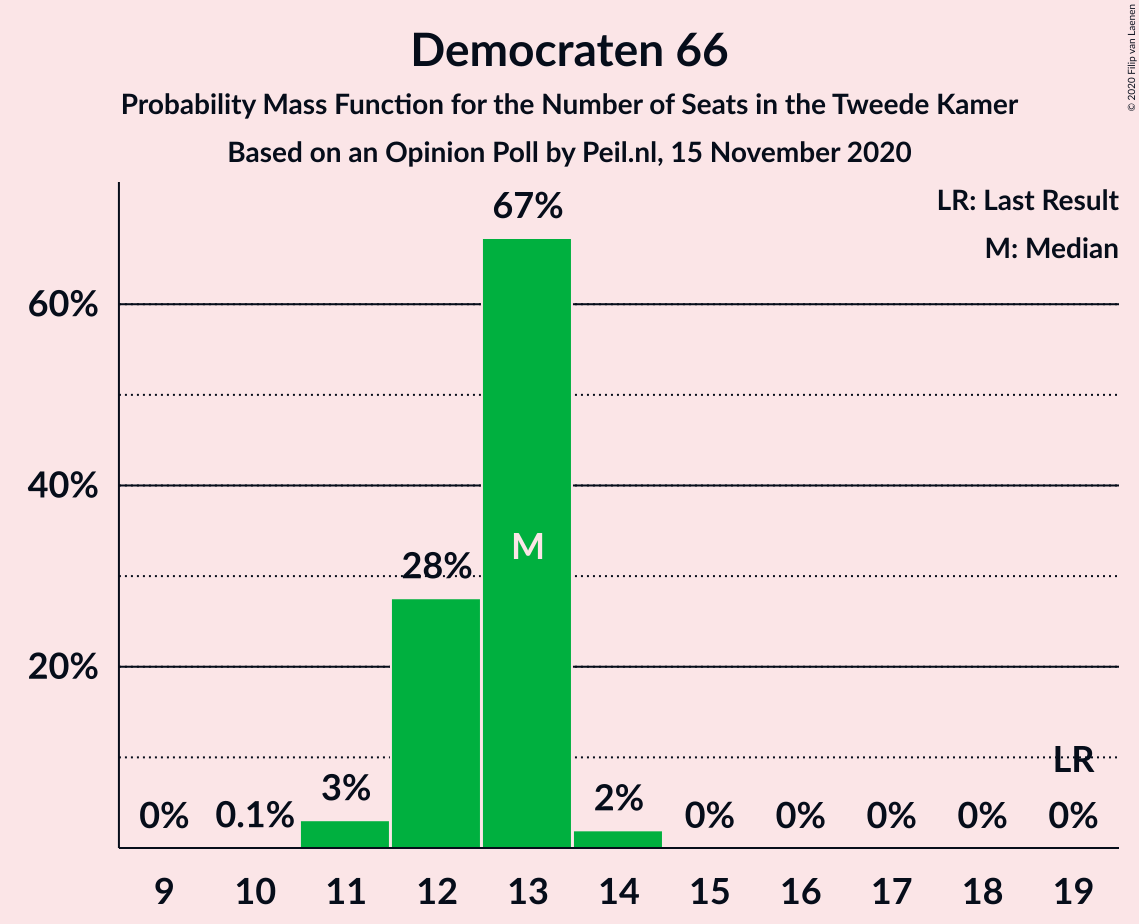 Democraten 66
Probability Mass Function for the Number of Seats in the Tweede Kamer
Based on an Opinion Poll by Peil.nl, 15 November 2020
© 2020 Filip van Laenen
LR: Last Result
M: Median
60%
40%
20%
0%
0.1%
3%
28%
67%
M
2%
0%
0%
0%
0%
LR
0%
9 10 11 12 13 14 15 16 17 18 19